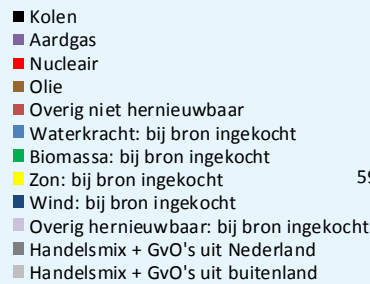 Kolen
Aardgas
Nucleair
Olie
Overig niet hernieuwbaar
Waterkracht: bij bron ingekocht
Biomassa: bij bron ingekocht
Zon: bij bron ingekocht
59
Wind: bij bron ingekocht
Overig hernieuwbaar: bij bron ingekocht
Handelsmix + GvO's uit Nederland
Handelsmix + GvO's uit buitenland